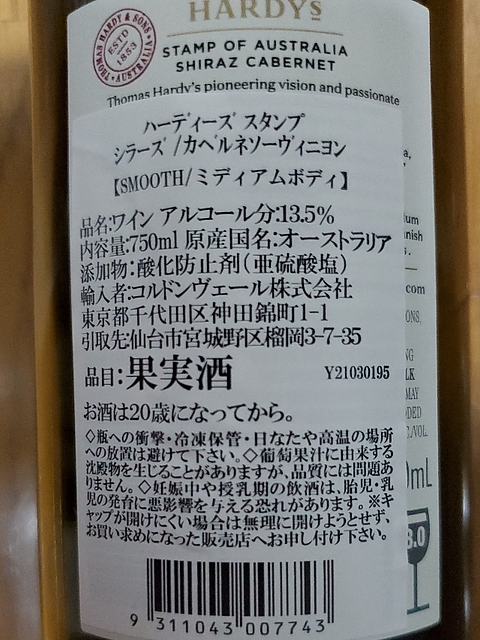 HARDYS
THOMAS HARDY & SONS
AUSTRALIA
ESTD
1853
STAMP OF AUSTRALIA
SHIRAZ CABERNET
Thomas Hardy's pioneering vision and passionate
ハーディーズ スタンプ
シラーズ/カベルネソーヴィニヨン
【SMOOTH/ミディアムボディ】
品名:ワイン アルコール分:13.5%
内容量:750ml 原産国名:オーストラリア
添加物:酸化防止剤(亜硫酸塩)
輸入者:コルドンヴェール株式会社
東京都千代田区神田錦町1-1
引取先:仙台市宮城野区榴岡3-7-35
品目:果実酒 Y21030195
お酒は20歳になってから。
◇瓶への衝撃・冷凍保管・日なたや高温の場所
への放置は避けて下さい。◇葡萄果汁に由来する
沈殿物を生じることがありますが、品質には問題あ
りません。◇妊娠中や授乳期の飲酒は、胎児・乳
児の発育に悪影響を与える恐れがあります。※キ
ャップが開けにくい場合は無理に開けようとせず、
お買い求めになった販売店へお申し付け下さい。
9 311043 007743